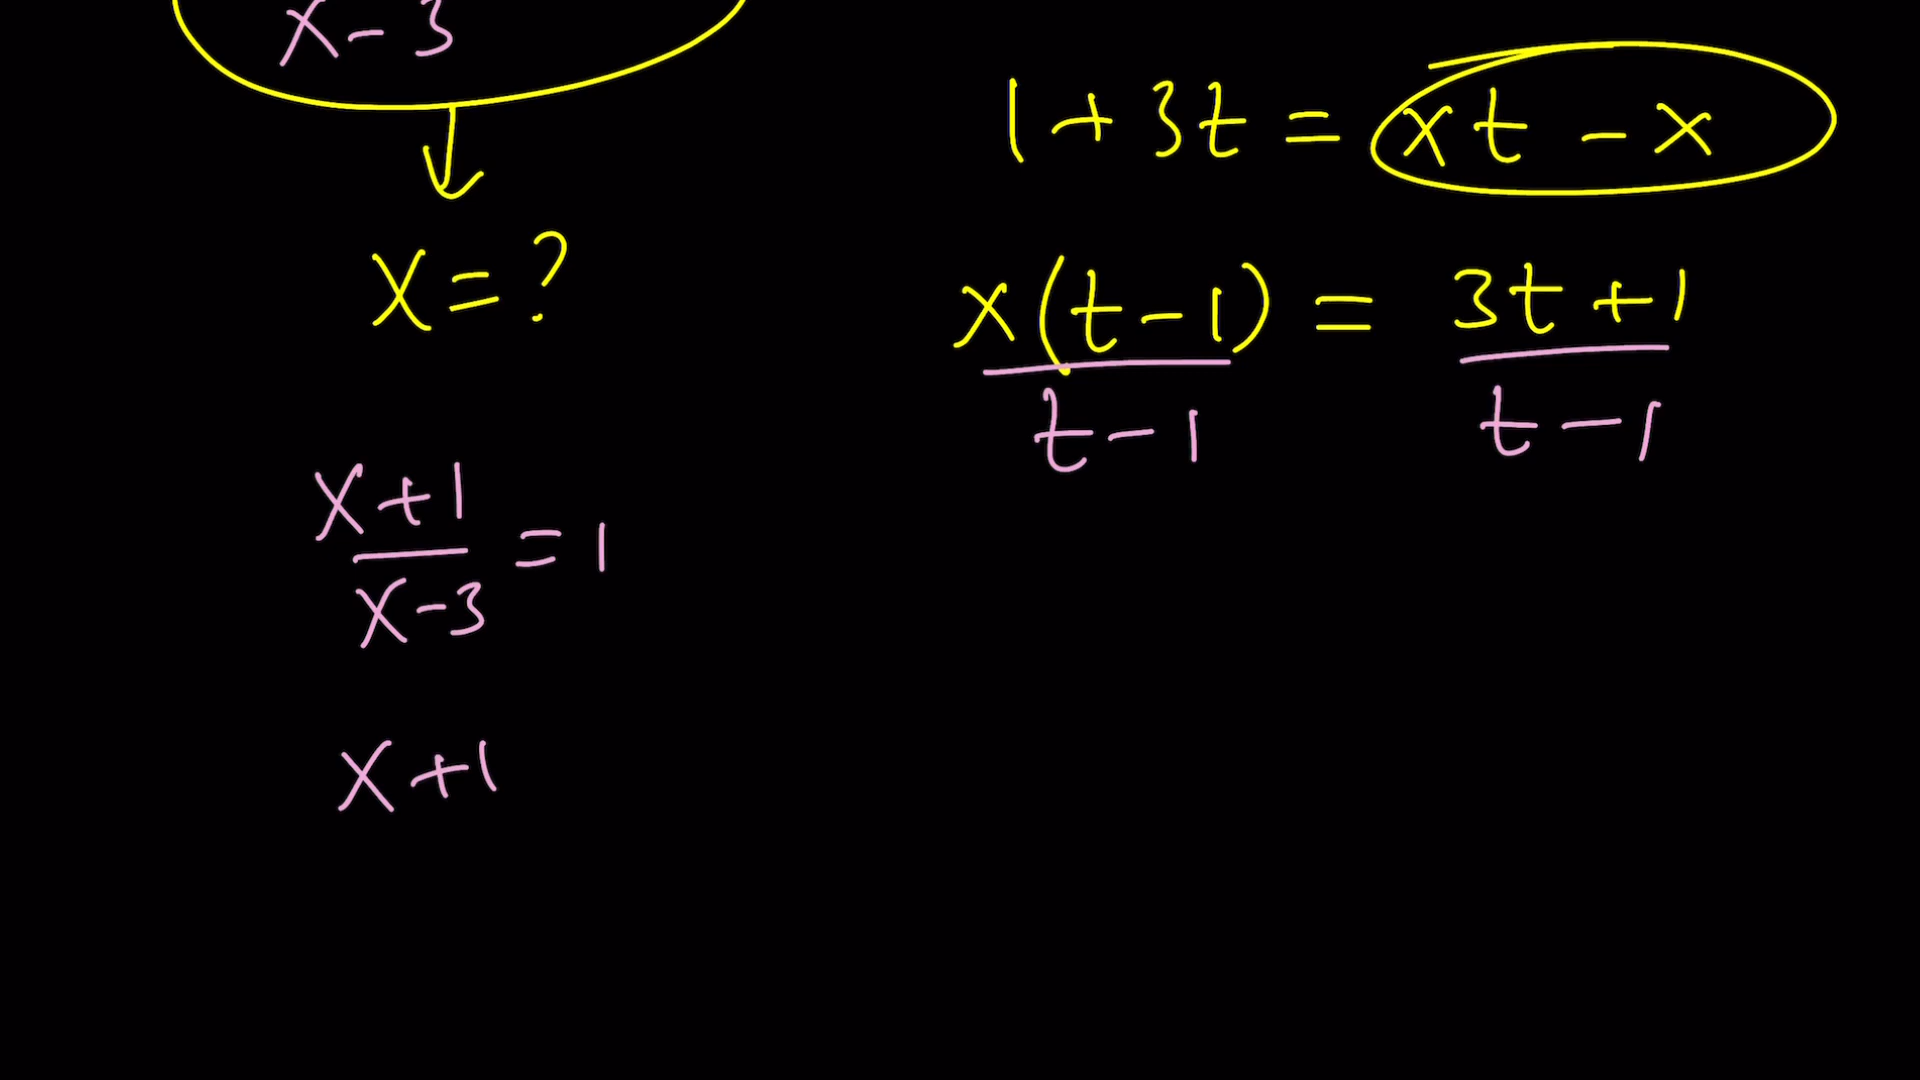 x-3
x=?
x+1
x-3
=1
x+1
1+3t=xt-x
x(t-1)=3t+1
t-1 t-1